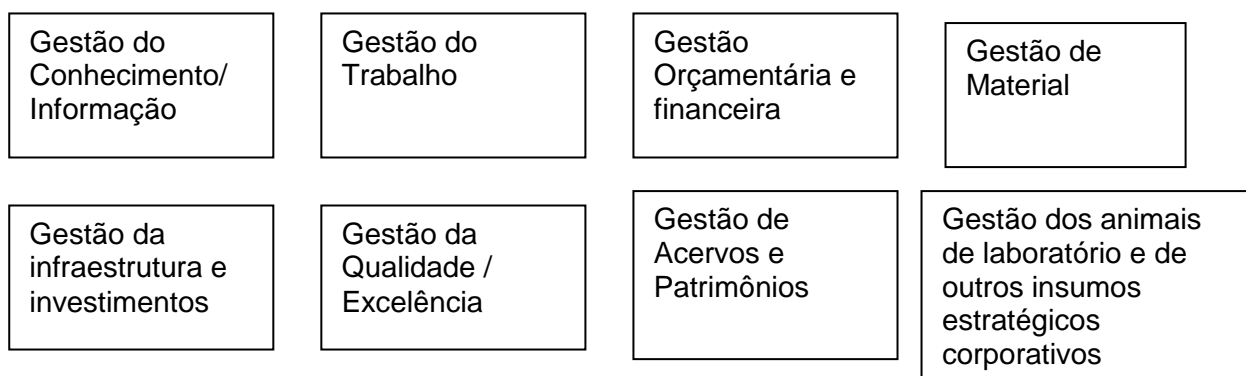 Gestão do
Conhecimento/
Informação
Gestão do
Trabalho
Gestão
Orçamentária e
financeira
Gestão de
Material
Gestão da
infraestrutura e
investimentos
Gestão da
Qualidade /
Excelência
Gestão de
Acervos e
Patrimônios
Gestão dos animais
de laboratório e de
outros insumos
estratégicos
corporativos